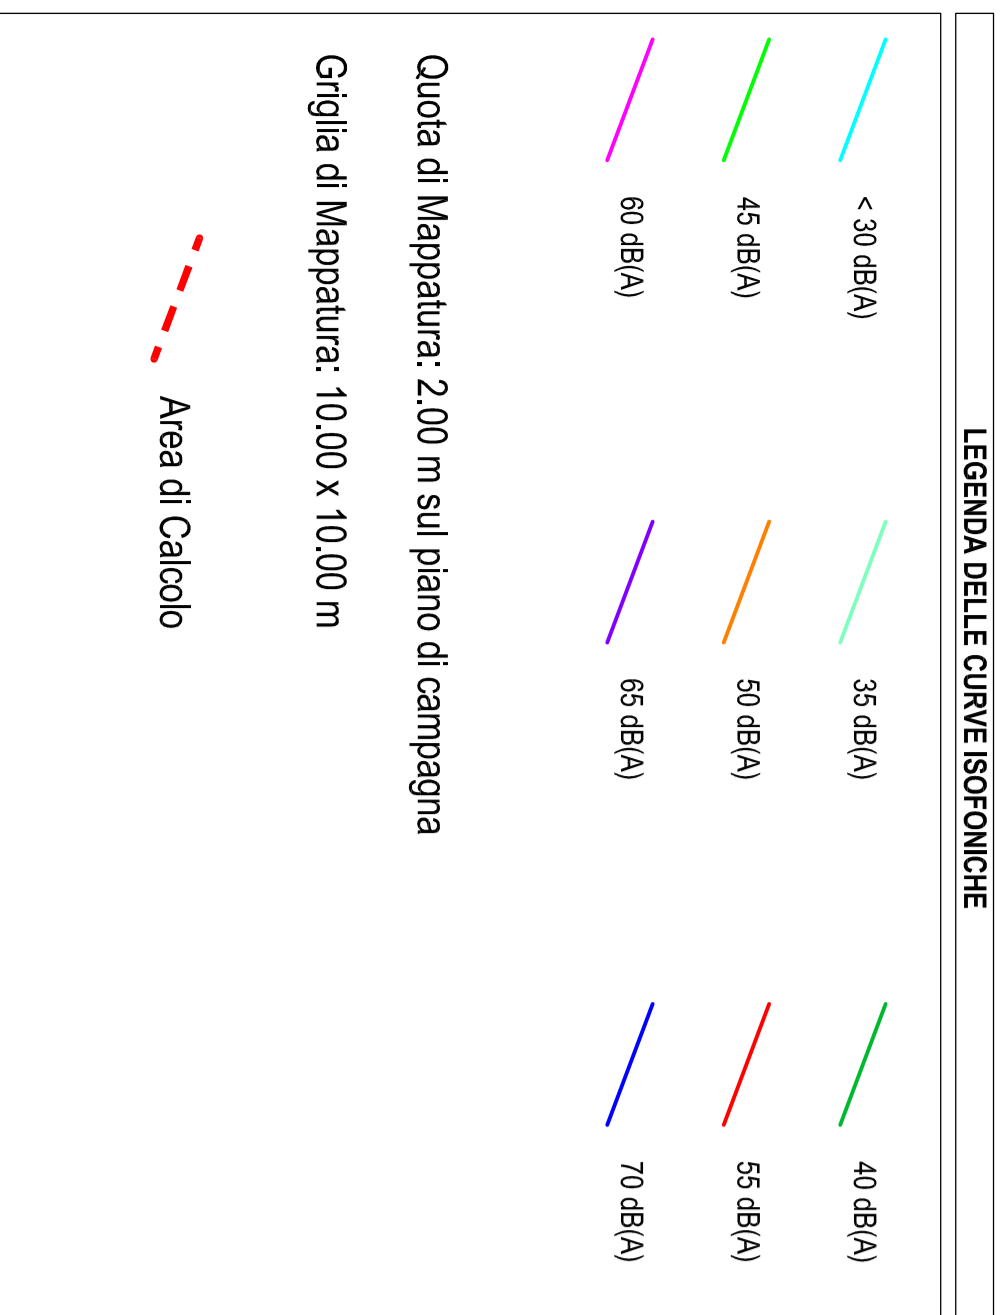 LEGENDA DELLE CURVE ISOFONICHE
< 30 dB(A)
35 dB(A)
40 dB(A)
45 dB(A)
50 dB(A)
55 dB(A)
60 dB(A)
65 dB(A)
70 dB(A)
Quota di Mappatura: 2.00 m sul piano di campagna
Griglia di Mappatura: 10.00 x 10.00 m
Area di Calcolo